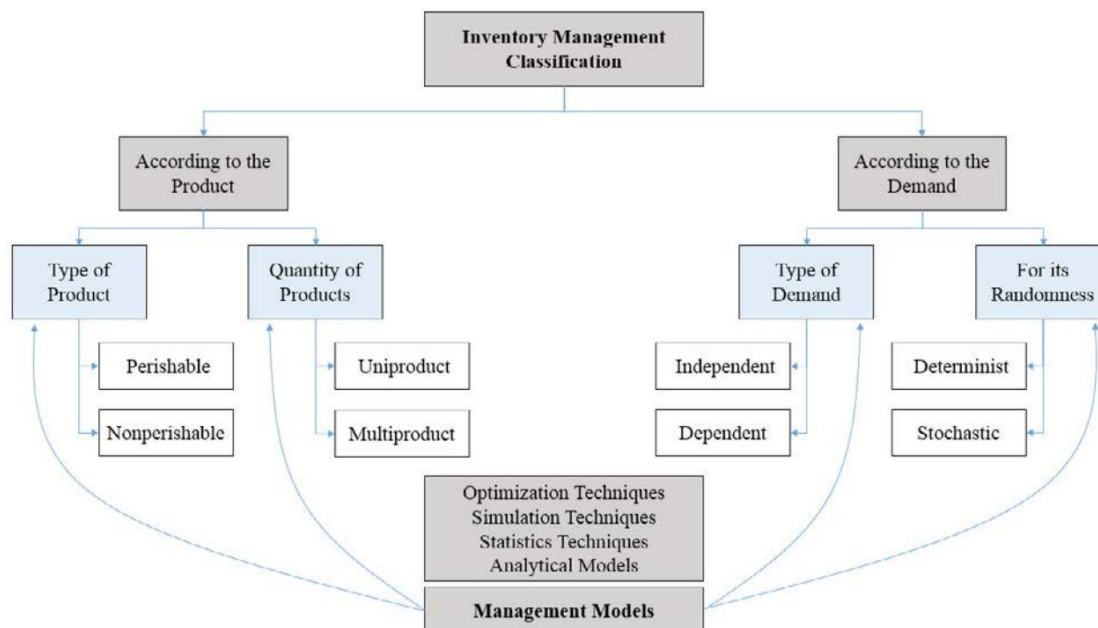 Inventory Management
Classification
According to the
Product
According to the
Demand
Type of
Product
Quantity of
Products
Type of
Demand
For its
Randomness
Perishable
Uniproduct
Independent
Determinist
Nonperishable
Multiproduct
Dependent
Stochastic
Optimization Techniques
Simulation Techniques
Statistics Techniques
Analytical Models
Management Models